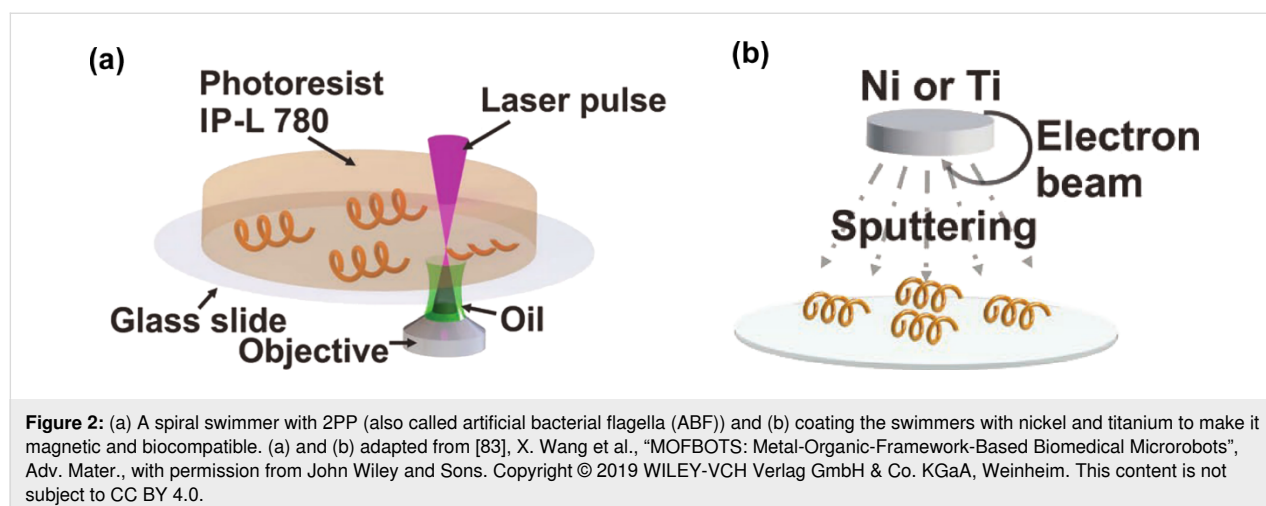 (a)
Photoresist
IP-L 780
Laser pulse
Glass slide
Objective
Oil
(b)
Ni or Ti
Electron
beam
Sputtering
Figure 2: (a) A spiral swimmer with 2PP (also called artificial bacterial flagella (ABF)) and (b) coating the swimmers with nickel and titanium to make it
magnetic and biocompatible. (a) and (b) adapted from [83], X. Wang et al., “MOFBOTS: Metal-Organic-Framework-Based Biomedical Microrobots”,
Adv. Mater., with permission from John Wiley and Sons. Copyright © 2019 WILEY-VCH Verlag GmbH & Co. KGaA, Weinheim. This content is not
subject to CC BY 4.0.